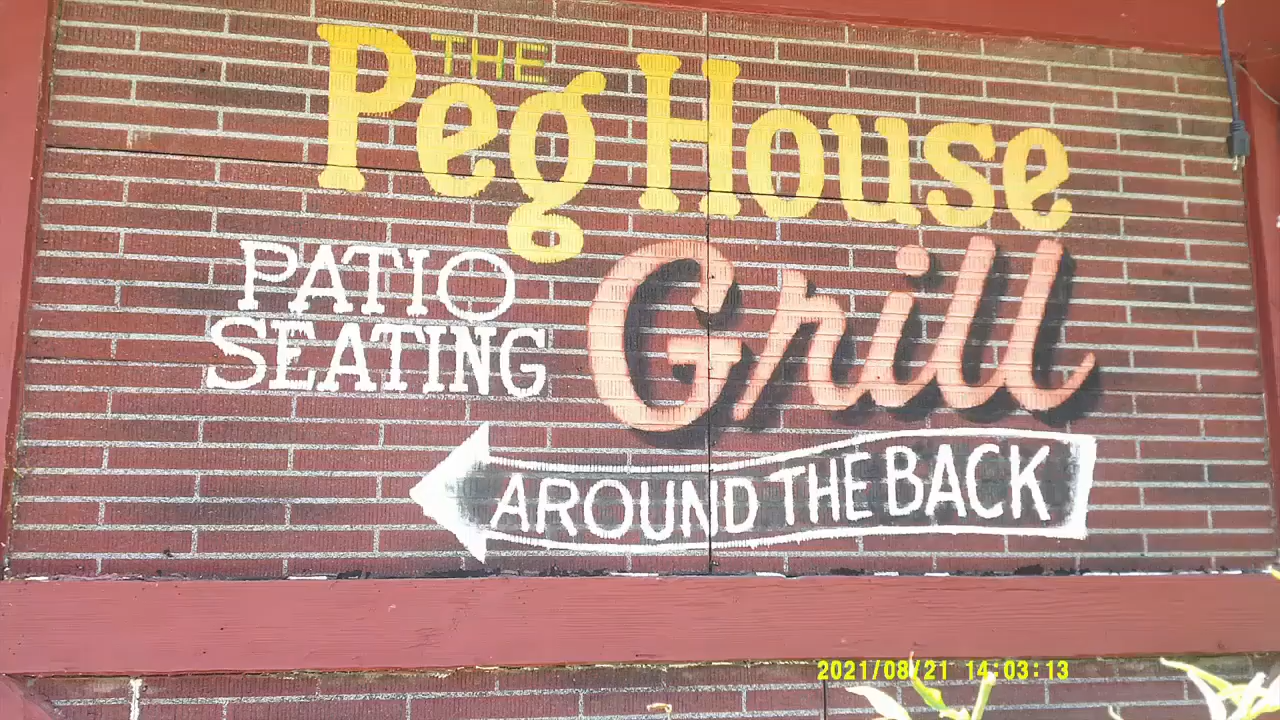 THE
Peg House
Grill
PATIO
SEATING
AROUND THE BACK
2021/08/21 14:03:13